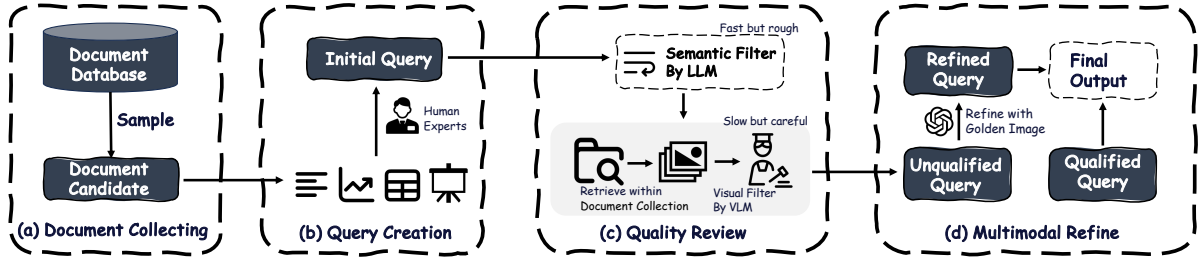 Document
Database
Sample
Document
Candidate
(a) Document Collecting
Initial Query
Human
Experts
(b) Query Creation
Fast but rough
Semantic Filter
By LLM
Slow but careful
Retrieve within
Document Collection
Visual Filter
By VLM
(c) Quality Review
Refined
Query
Final
Output
Refine with
Golden Image
Unqualified
Query
Qualified
Query
(d) Multimodal Refine